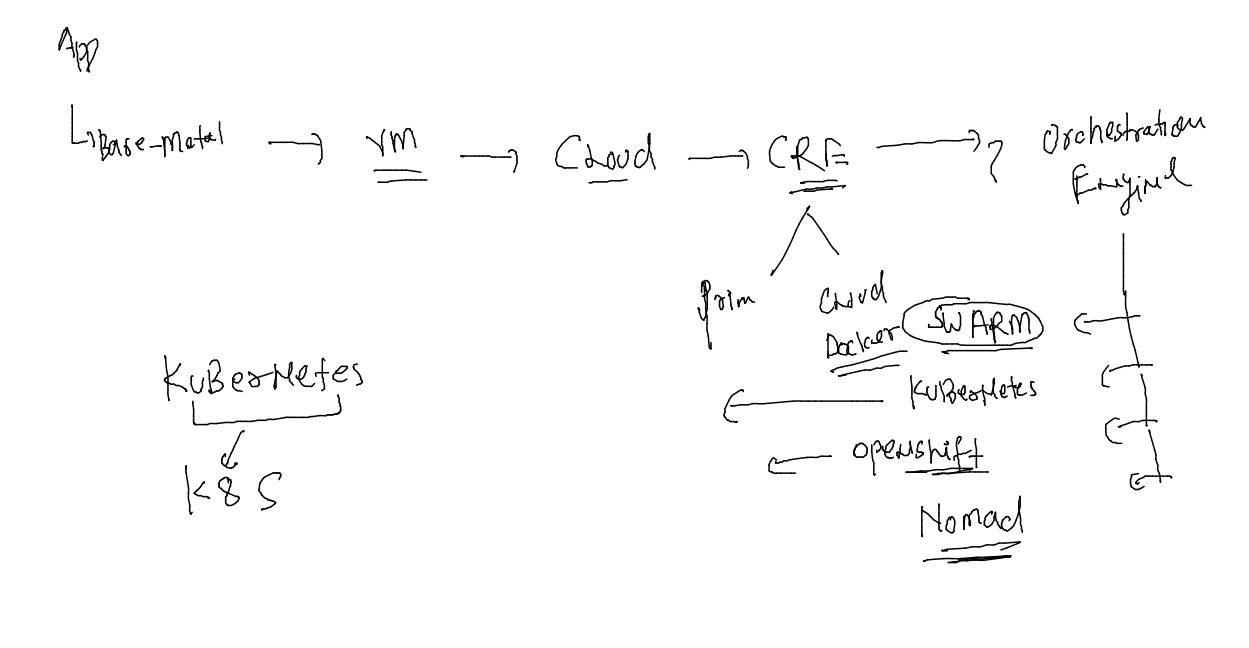 App
Base-Metal
VM
Cloud
CRE
?
Orchestration
Engine
prim
Cloud
Docker
SWARM
KuBerNetes
openshift
Nomad
KuBerNetes
K8S